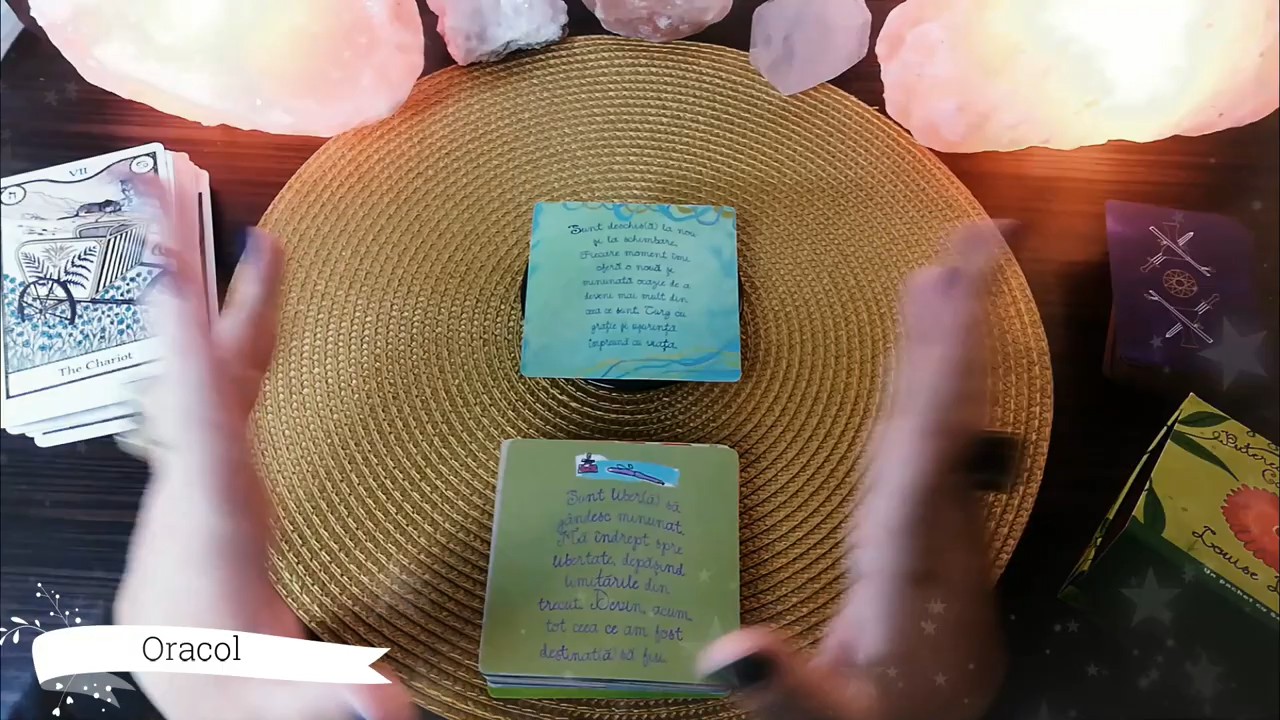 VII
The Chariot
Sunt deschis(ă) la nou
și la schimbare.
Fiecare moment îmi
oferă o nouă și
minunată ocazie de a
deveni mai mult din
ceea ce sunt. Curg cu
grație și ușurință
împreună cu viața.
Sunt liber(ă) să
gândesc minunat.
Mă îndrept spre
libertate, depășind
limitările din
trecut. Devin, acum,
tot ceea ce am fost
destinat(ă) să fiu.
Puterea
Louise
Oracol